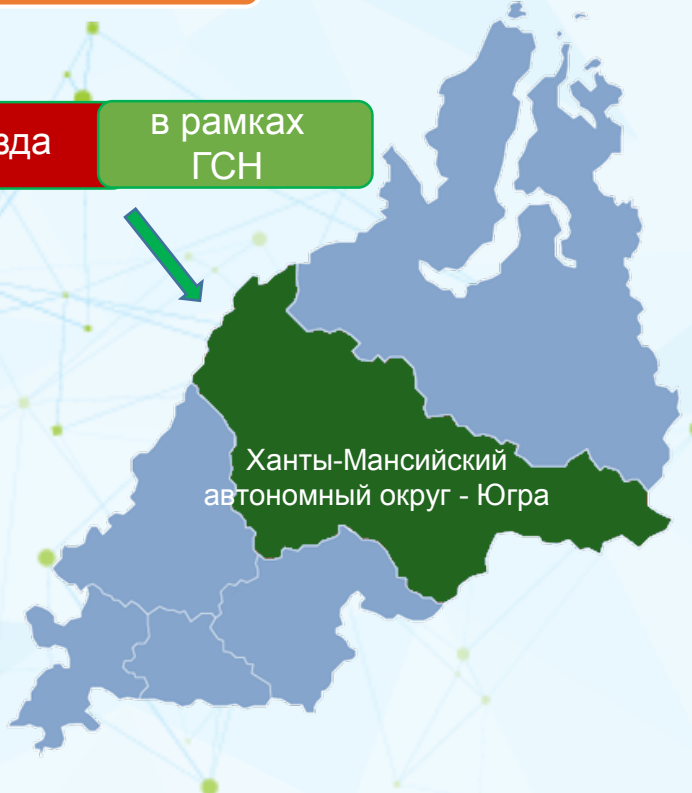 зда
в рамках
ГСН
Ханты-Мансийский
автономный округ - Югра